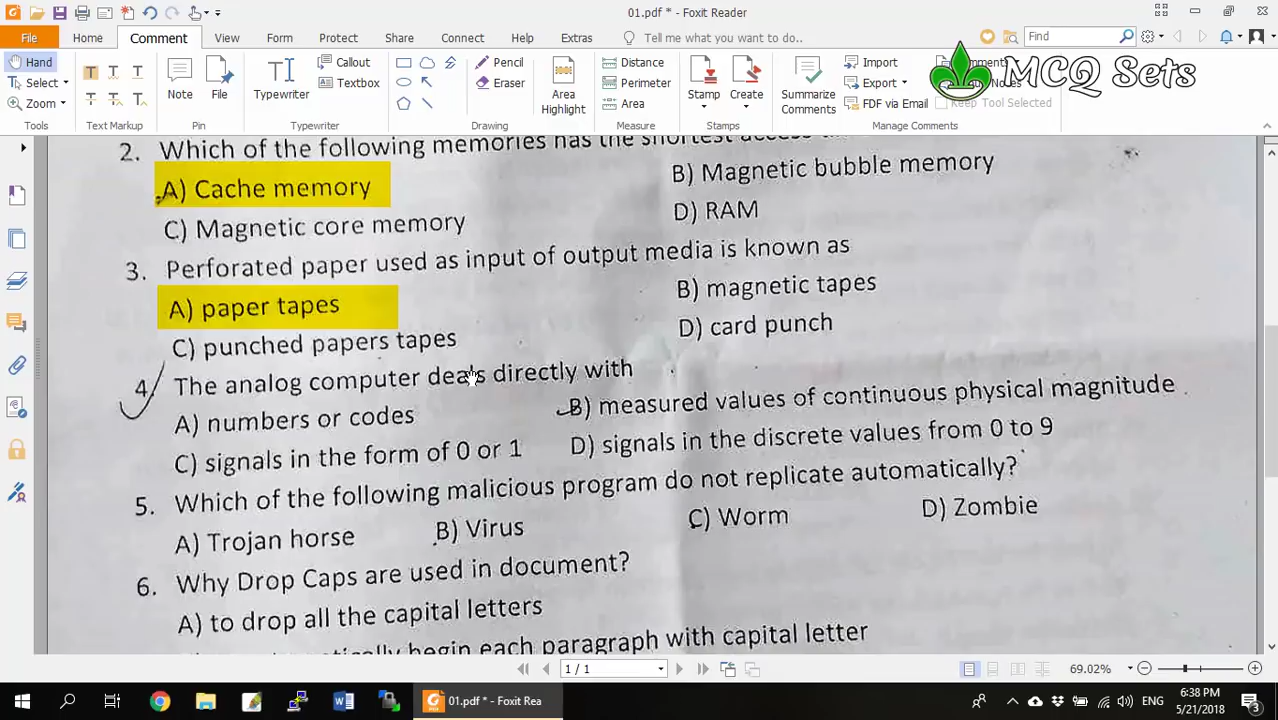 01.pdf * - Foxit Reader
File Home Comment View Form Protect Share Connect Help Extras Tell me what you want to do.. Find
Hand Callout Pencil Distance Import Comments
Select Note File Typewriter Textbox Eraser Area Highlight Perimeter Stamp Create Summarize Comments Export Notes
Zoom Area FDF via Email Keep Tool Selected
Tools Text Markup Pin Typewriter Drawing Measure Stamps Manage Comments
MCQ Sets
2. Which of the following memories has the shortest access
A) Cache memory B) Magnetic bubble memory
C) Magnetic core memory D) RAM
3. Perforated paper used as input of output media is known as
A) paper tapes B) magnetic tapes
C) punched papers tapes D) card punch
4. The analog computer deals directly with
A) numbers or codes B) measured values of continuous physical magnitude
C) signals in the form of 0 or 1 D) signals in the discrete values from 0 to 9
5. Which of the following malicious program do not replicate automatically?
A) Trojan horse B) Virus C) Worm D) Zombie
6. Why Drop Caps are used in document?
A) to drop all the capital letters
begin each paragraph with capital letter
1 / 1 69.02%
01.pdf * - Foxit Rea ENG 6:38 PM
5/21/2018 3